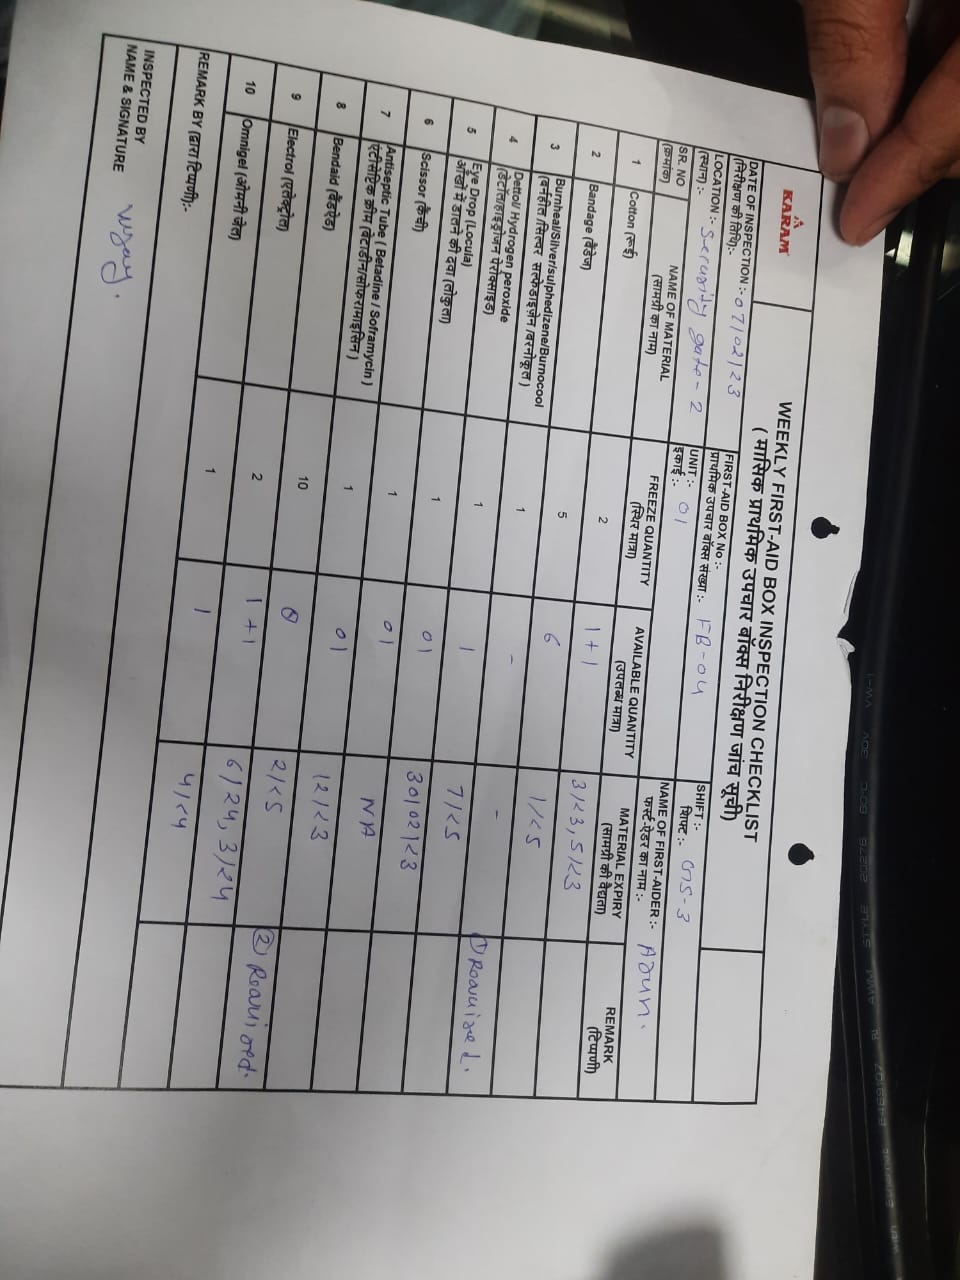 KARAM
WEEKLY FIRST-AID BOX INSPECTION CHECKLIST
( मासिक प्राथमिक उपचार बॉक्स निरीक्षण जांच सूची)
DATE OF INSPECTION :- 07/02/23
(निरीक्षण की तिथि):-
FIRST-AID BOX No :-
प्राथमिक उपचार बॉक्स संख्या :- FB-04
SHIFT :-
शिफ्ट :- GS-3
LOCATION :- Security gate-2
(स्थान) :-
UNIT :-
इकाई :- 01
NAME OF FIRST-AIDER :- Arun.
फर्स्ट-ऐडर का नाम :-
SR. NO NAME OF MATERIAL FREEZE QUANTITY AVAILABLE QUANTITY MATERIAL EXPIRY REMARK
(क्रमांक) (सामग्री का नाम) (स्थिर मात्रा) (उपलब्ध मात्रा) (सामग्री की वैद्यता) (टिप्पणी)
1 Cotton (रूई) 2 1+1 3/23, 5/23
2 Bandage (बैंडेज) 5 6 1/25
3 Burnheal/Silver/sulphedizene/Burnocool 1 - - ① Required.
(बर्नहील /सिल्वर सल्फेडाइज़ेन /बरनोकूल )
4 Dettol/ Hydrogen peroxide 1 1 7/25
(डेटॉल/हाइड्रोजन पेरोक्साइड)
5 Eye Drop (Locula) 1 01 30/02/23
आँखों में डालने की दवा (लोकुला)
6 Scissor (कैंची) 1 01 NA
7 Antiseptic Tube ( Betadine / Soframycin ) 1 01 12/23
एंटीसेप्टिक क्रीम (बेटाडीन/सोफरामाइसिन )
8 Bendaid (बैंडऐड) 10 0 2/25 ② Required.
9 Electrol (एलेक्ट्रोल) 2 1+1 6/24, 3/24
10 Omnigel (ओमनी जेल) 1 1 4/24
REMARK BY (द्वारा टिप्पणी):-
INSPECTED BY
NAME & SIGNATURE Vijay.